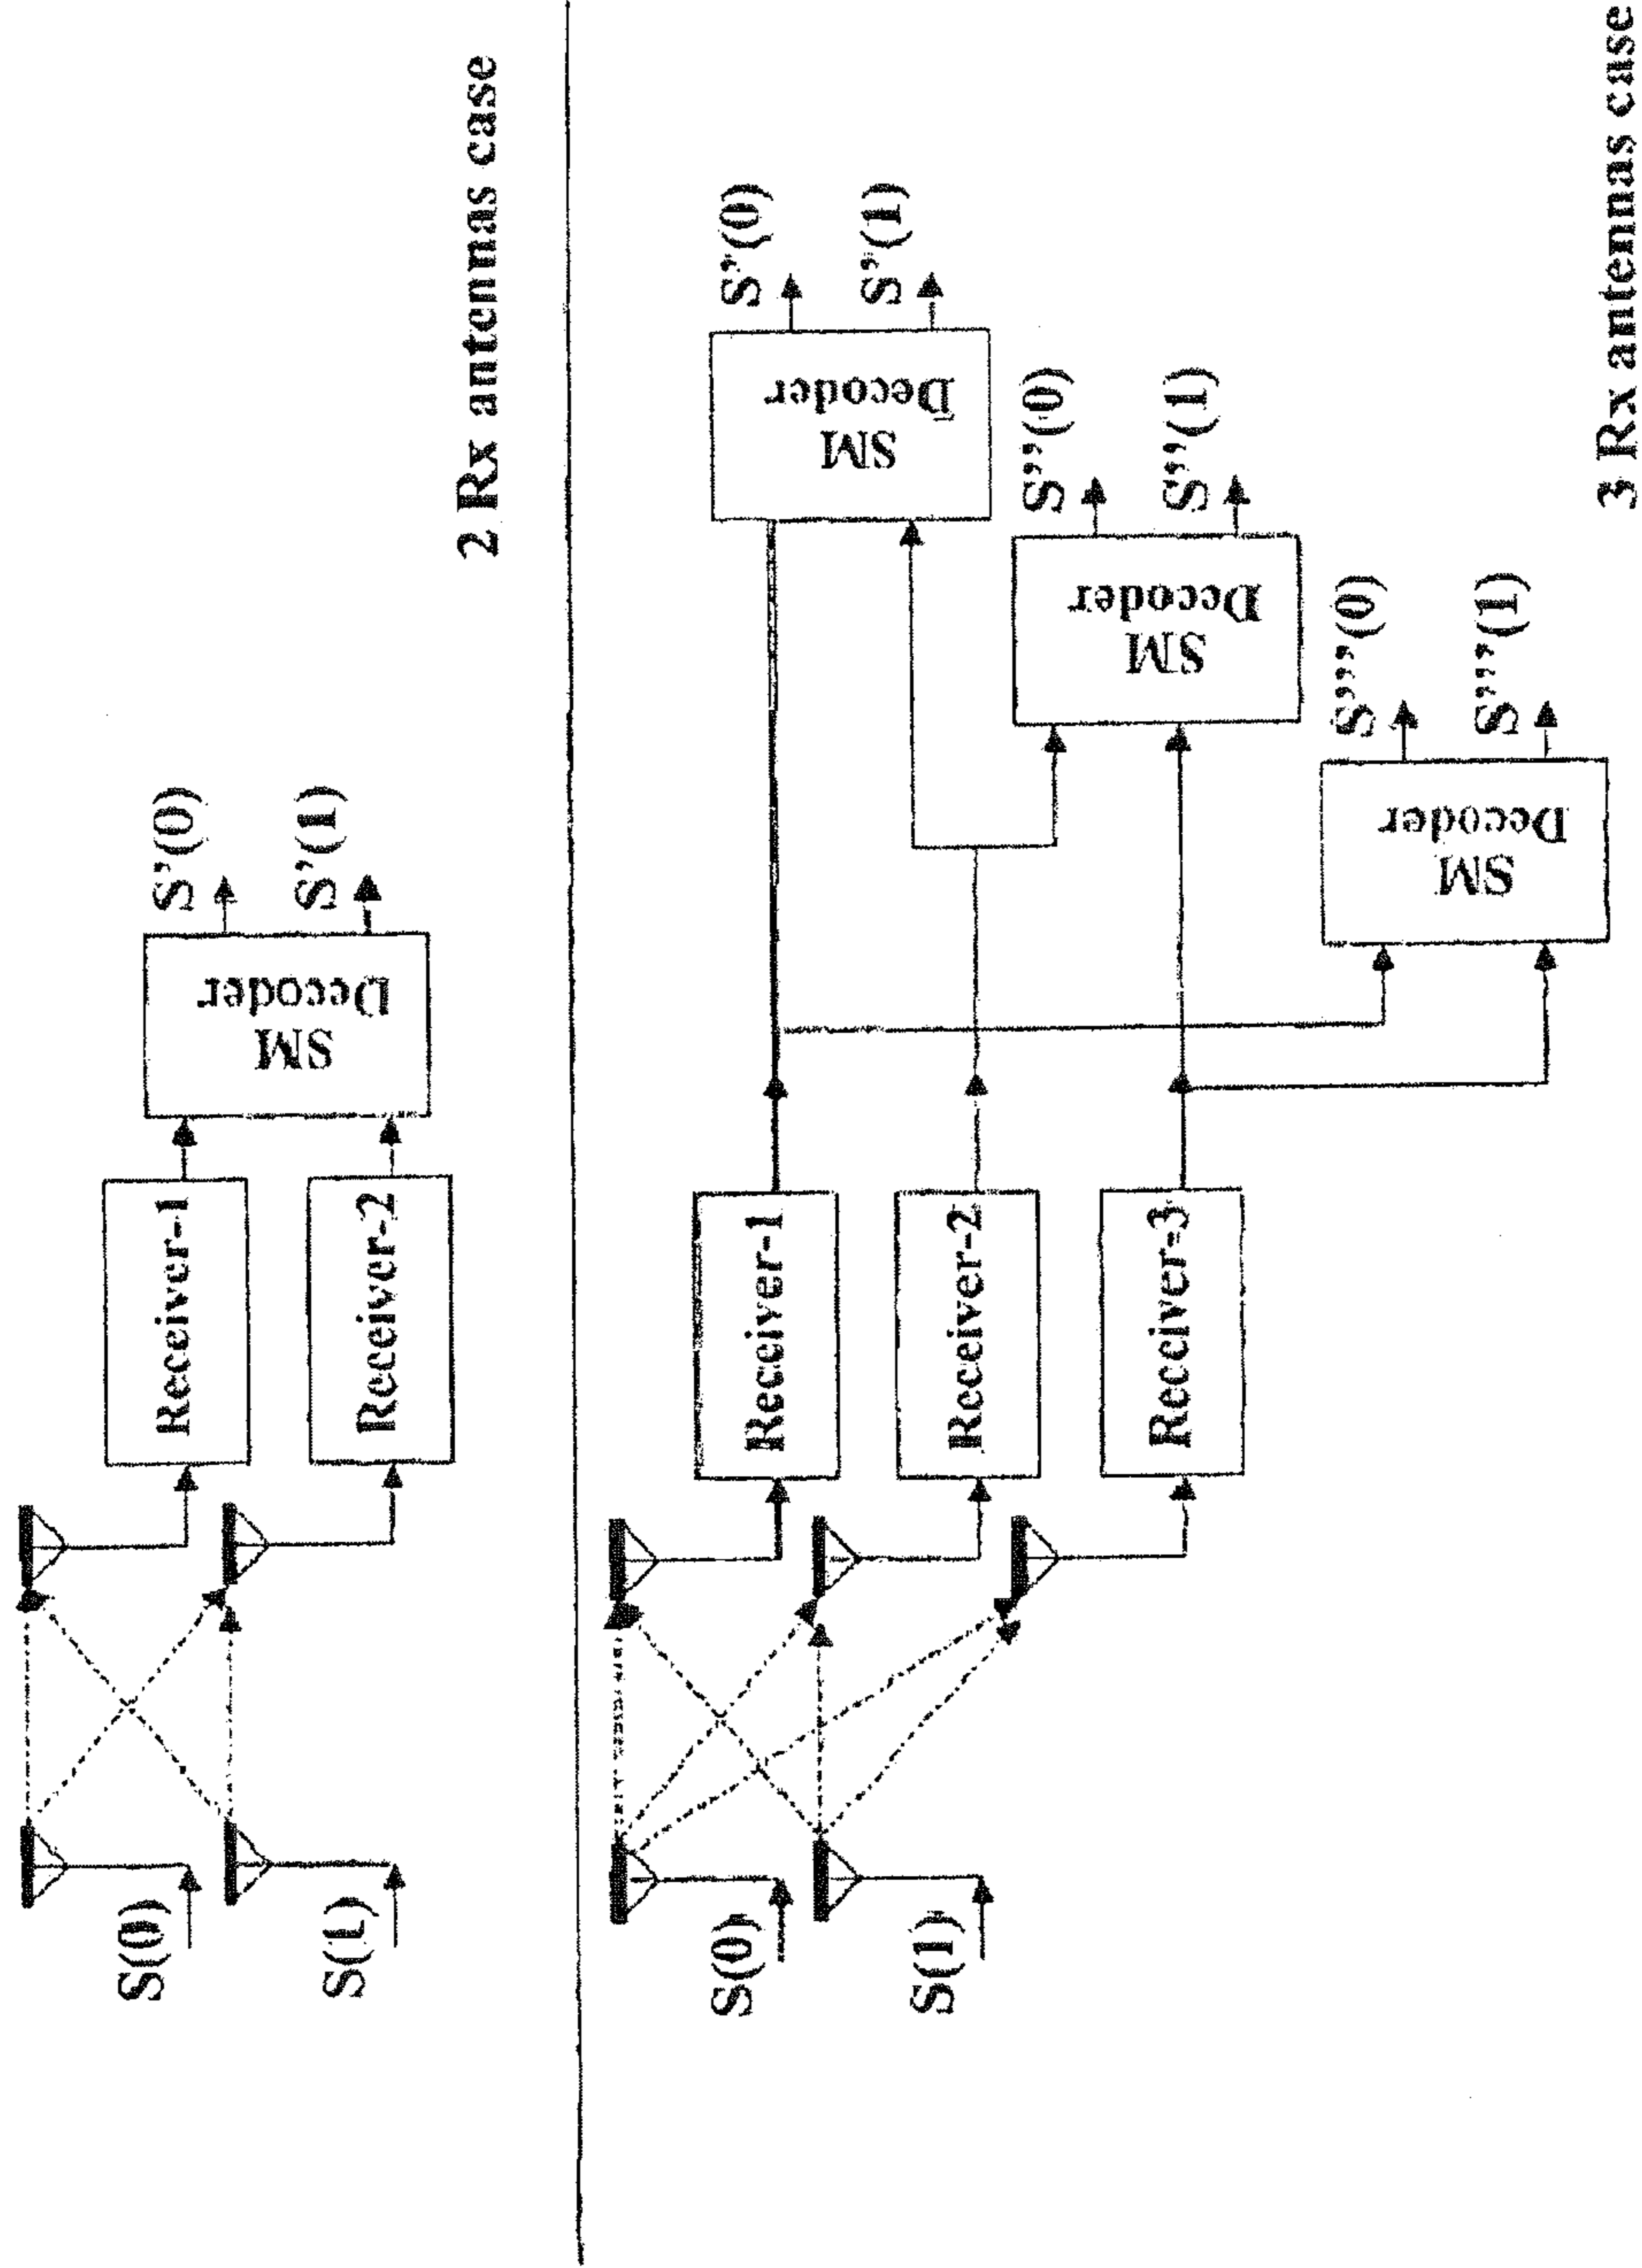 S(0)
S(1)
Receiver-1
Receiver-2
SM
Decoder
S'(0)
S'(1)
2 Rx antennas case
S(0)
S(1)
Receiver-1
Receiver-2
Receiver-3
SM
Decoder
S'(0)
S'(1)
SM
Decoder
S''(0)
S''(1)
SM
Decoder
S'''(0)
S'''(1)
3 Rx antennas case